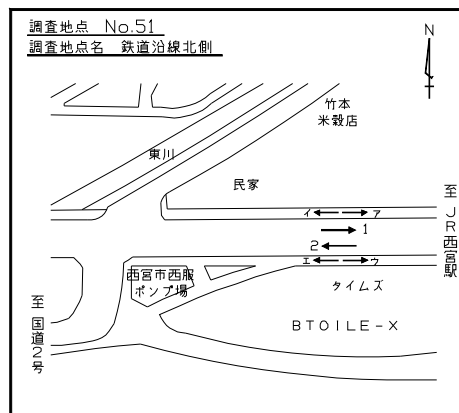 調査地点 No.51
調査地点名 鉄道沿線北側
N
竹本
米穀店
東川
民家
至JR西宮駅
イ ア
1
2
エ ウ
西宮市西服
ポンプ場
タイムズ
至国道2号
BTOILE-X